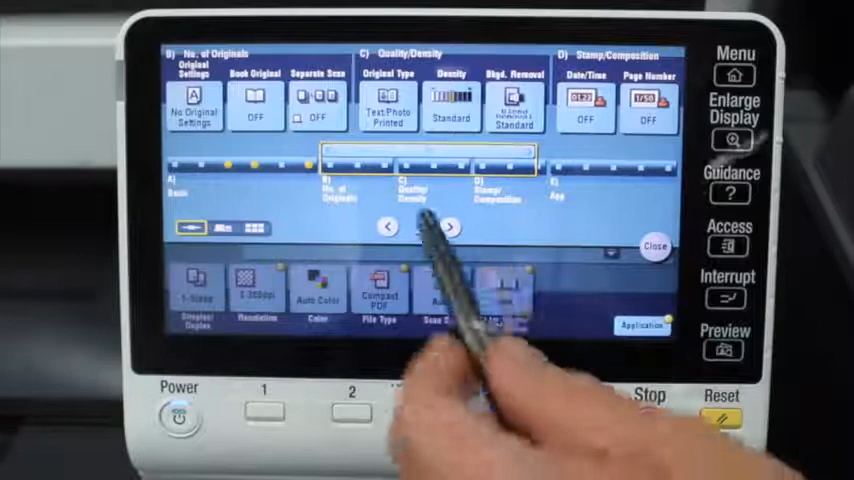 B) No. of Originals
C) Quality/Density
D) Stamp/Composition
Original Settings
Book Original
Separate Scan
Original Type
Density
Bkgd. Removal
Date/Time
Page Number
No Original Settings
OFF
OFF
Text/Photo Printed
Standard
Standard
OFF
OFF
A) Basic
B) No. of Originals
C) Quality/Density
D) Stamp/Composition
E) App
Close
1-Sided
Auto Color
Compact PDF
Simplex/Duplex
Resolution
Color
File Type
Application
Menu
Enlarge Display
Guidance
Access
Interrupt
Preview
Power
1
2
Stop
Reset